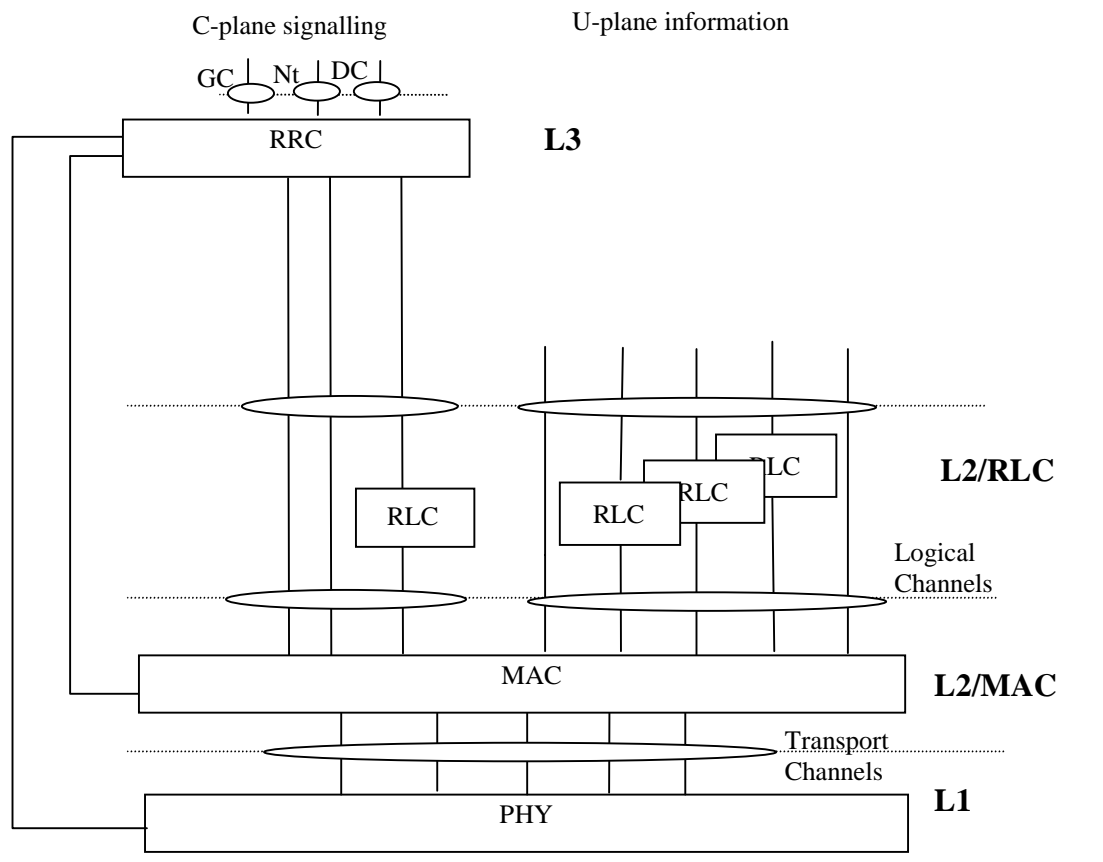 C-plane signalling
U-plane information
GC
Nt
DC
RRC
L3
RLC
RLC
RLC
RLC
L2/RLC
Logical
Channels
MAC
L2/MAC
Transport
Channels
L1
PHY